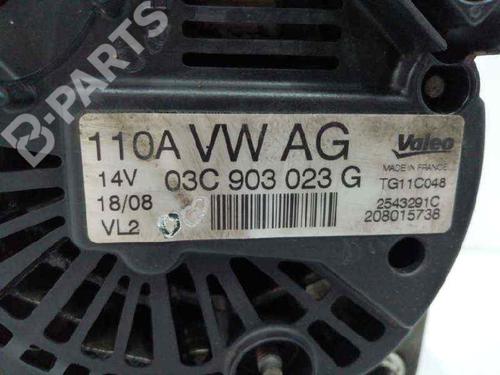 B-PARTS
110A VW AG
Valeo
MADE IN FRANCE
14V 03C 903 023 G
TG11C048
18/08
2543291C
VL2
208015738